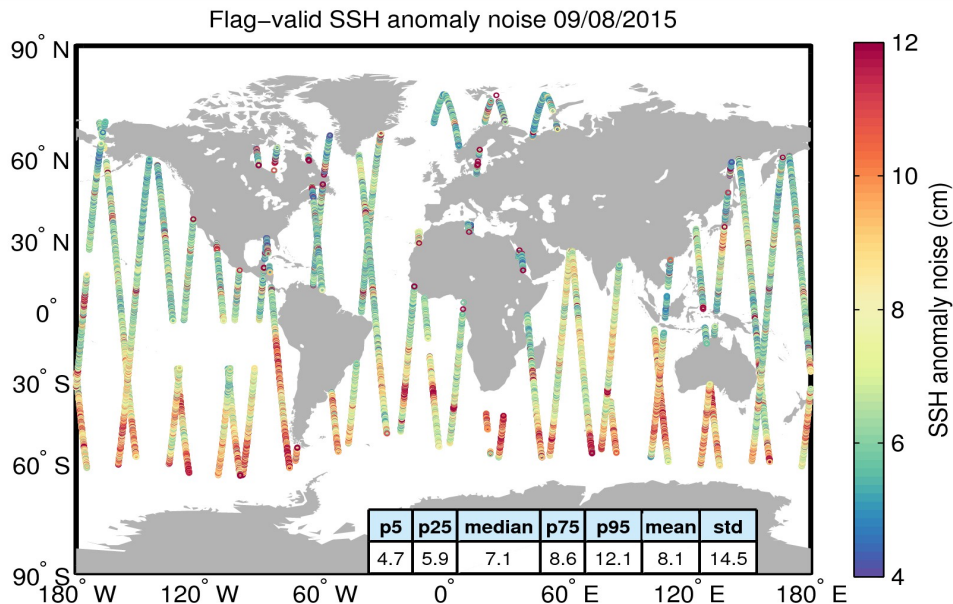 Flag−valid SSH anomaly noise 09/08/2015
90° N
60° N
30° N
0°
30° S
60° S
90° S
180° W 120° W 60° W 0° 60° E 120° E 180° E
p5 p25 median p75 p95 mean std
4.7 5.9 7.1 8.6 12.1 8.1 14.5
12
10
8
6
4
SSH anomaly noise (cm)